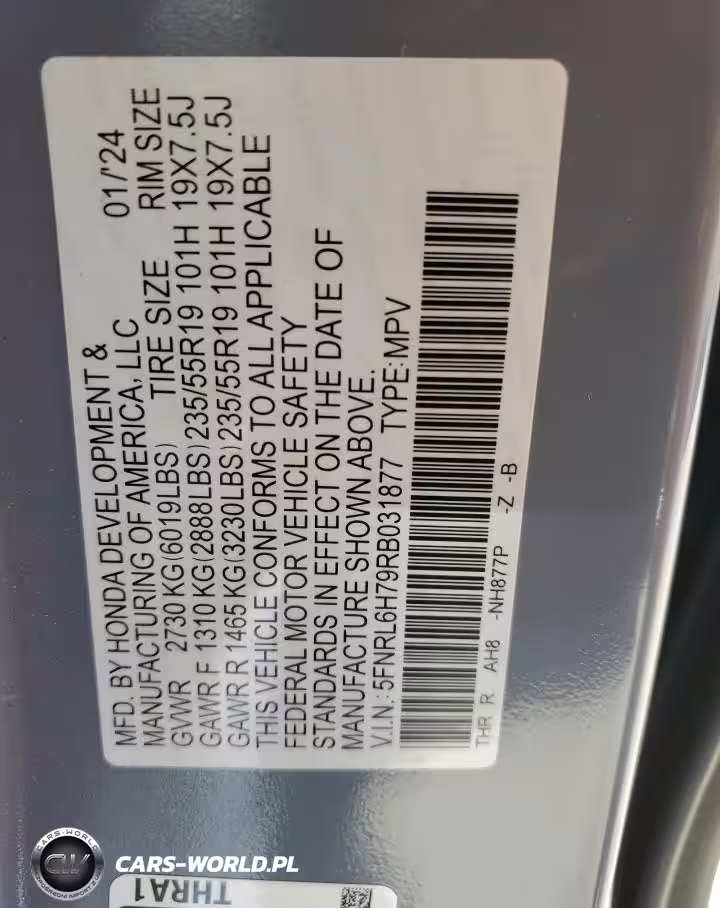 MFD. BY HONDA DEVELOPMENT &
MANUFACTURING OF AMERICA, LLC 01/'24
GVWR 2730 KG(6019LBS) TIRE SIZE RIM SIZE
GAWR F 1310 KG(2888LBS) 235/55R19 101H 19X7.5J
GAWR R 1465 KG(3230LBS) 235/55R19 101H 19X7.5J
THIS VEHICLE CONFORMS TO ALL APPLICABLE
FEDERAL MOTOR VEHICLE SAFETY
STANDARDS IN EFFECT ON THE DATE OF
MANUFACTURE SHOWN ABOVE.
V.I.N.: 5FNRL6H79RB031877 TYPE:MPV
THR R AH8 -NH877P -Z -B
THRA1
CARS-WORLD
CW
CARS-WORLD.PL